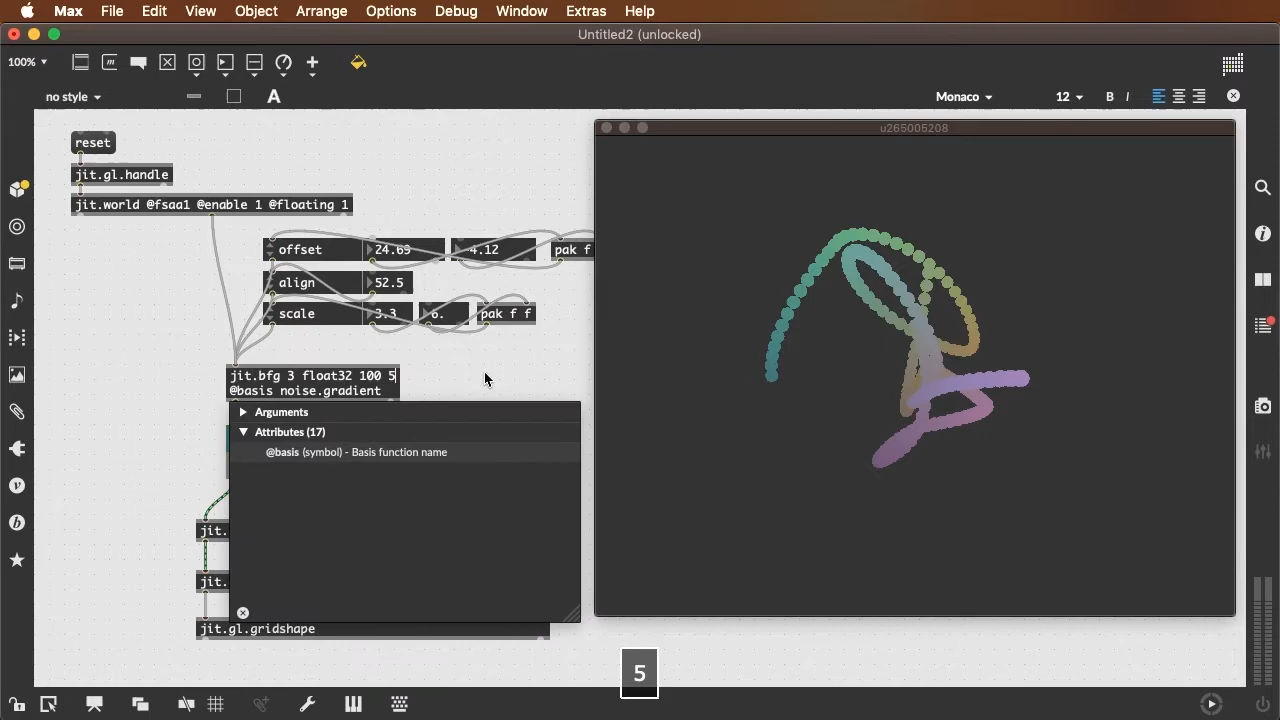 Max File Edit View Object Arrange Options Debug Window Extras Help
Untitled2 (unlocked)
100%
no style
A
Monaco
12
B i
reset
u265005208
jit.gl.handle
jit.world @fsaa1 @enable 1 @floating 1
offset 24.69 4.12 pak f
align 52.5
scale 3.3 6. pak f f
jit.bfg 3 float32 100 5
@basis noise.gradient
Arguments
Attributes (17)
@basis (symbol) - Basis function name
jit.
jit.
jit.gl.gridshape
5